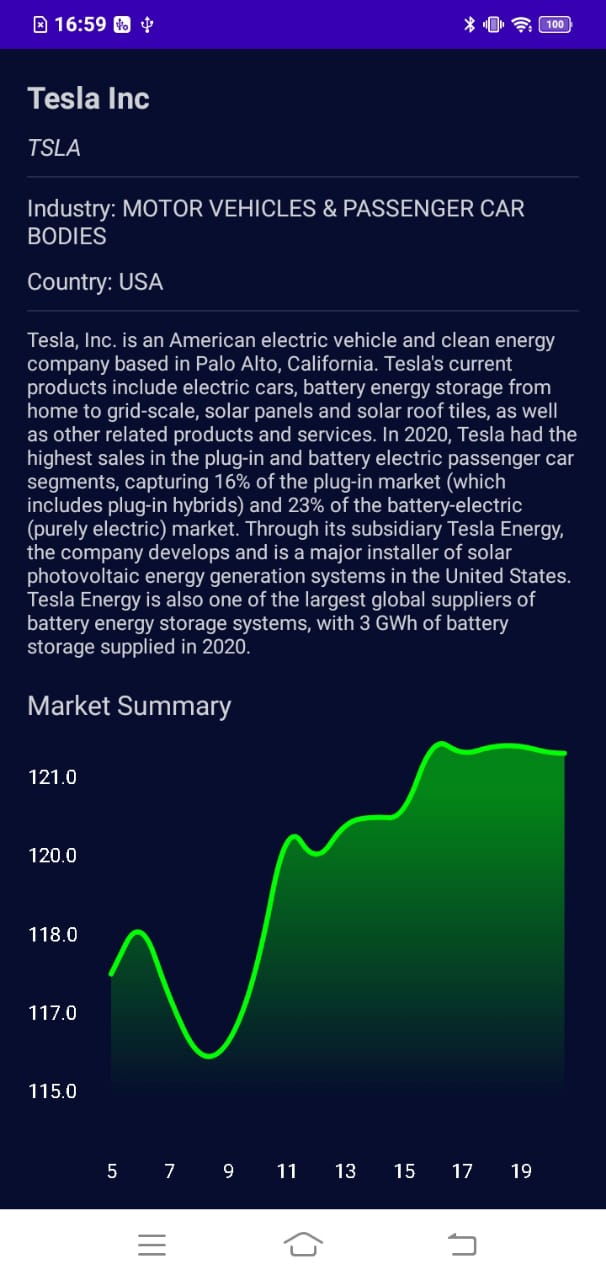 16:59
100
Tesla Inc
TSLA
Industry: MOTOR VEHICLES & PASSENGER CAR
BODIES
Country: USA
Tesla, Inc. is an American electric vehicle and clean energy
company based in Palo Alto, California. Tesla's current
products include electric cars, battery energy storage from
home to grid-scale, solar panels and solar roof tiles, as well
as other related products and services. In 2020, Tesla had the
highest sales in the plug-in and battery electric passenger car
segments, capturing 16% of the plug-in market (which
includes plug-in hybrids) and 23% of the battery-electric
(purely electric) market. Through its subsidiary Tesla Energy,
the company develops and is a major installer of solar
photovoltaic energy generation systems in the United States.
Tesla Energy is also one of the largest global suppliers of
battery energy storage systems, with 3 GWh of battery
storage supplied in 2020.
Market Summary
121.0
120.0
118.0
117.0
115.0
5 7 9 11 13 15 17 19